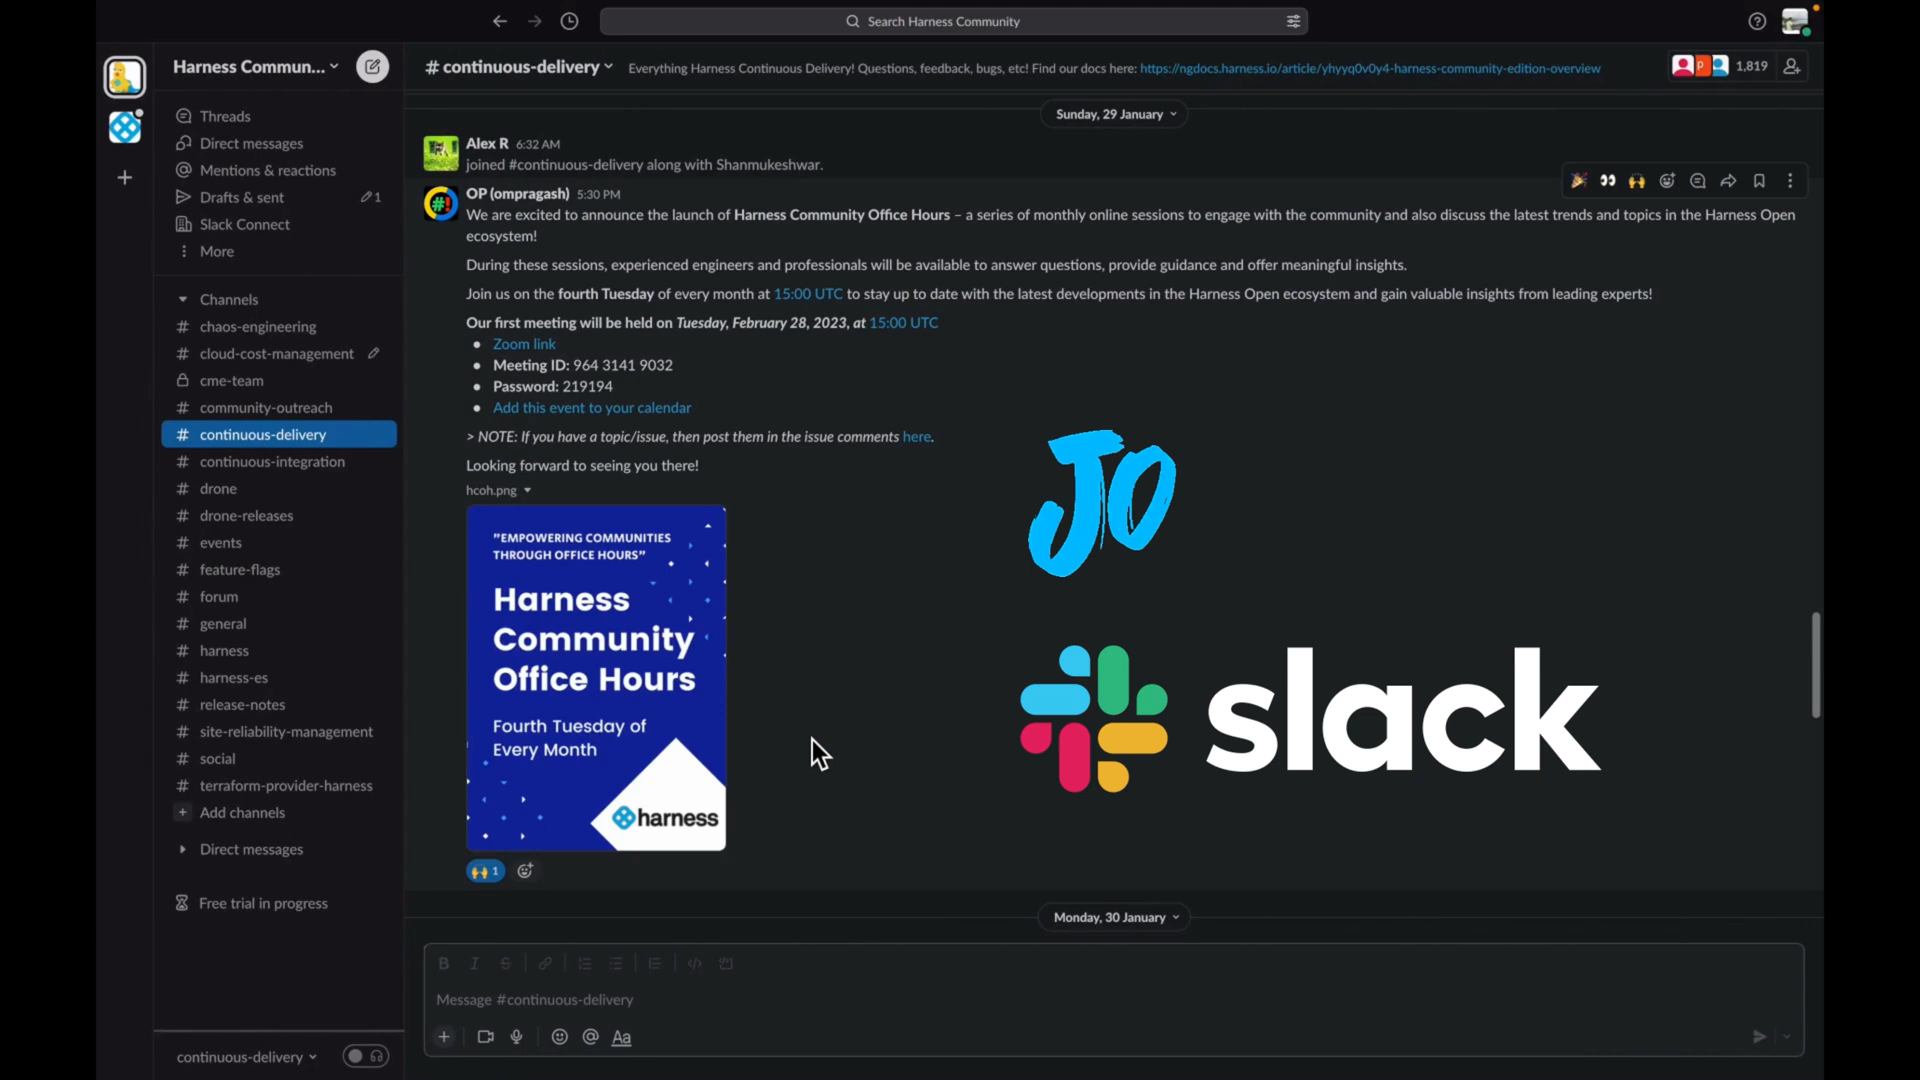 Search Harness Community
Harness Commun...
# continuous-delivery
Everything Harness Continuous Delivery! Questions, feedback, bugs, etc! Find our docs here: https://ngdocs.harness.io/article/yhyyq0v0y4-harness-community-edition-overview
1,819
Threads
Direct messages
Mentions & reactions
Drafts & sent
1
Slack Connect
More
Channels
# chaos-engineering
# cloud-cost-management
cme-team
# community-outreach
# continuous-delivery
# continuous-integration
# drone
# drone-releases
# events
# feature-flags
# forum
# general
# harness
# harness-es
# release-notes
# site-reliability-management
# social
# terraform-provider-harness
+ Add channels
Direct messages
Free trial in progress
continuous-delivery
Sunday, 29 January
Alex R 6:32 AM
joined #continuous-delivery along with Shanmukeshwar.
OP (ompragash) 5:30 PM
We are excited to announce the launch of Harness Community Office Hours – a series of monthly online sessions to engage with the community and also discuss the latest trends and topics in the Harness Open
ecosystem!
During these sessions, experienced engineers and professionals will be available to answer questions, provide guidance and offer meaningful insights.
Join us on the fourth Tuesday of every month at 15:00 UTC to stay up to date with the latest developments in the Harness Open ecosystem and gain valuable insights from leading experts!
Our first meeting will be held on Tuesday, February 28, 2023, at 15:00 UTC
• Zoom link
• Meeting ID: 964 3141 9032
• Password: 219194
• Add this event to your calendar
> NOTE: If you have a topic/issue, then post them in the issue comments here.
Looking forward to seeing you there!
hcoh.png
"EMPOWERING COMMUNITIES
THROUGH OFFICE HOURS"
Harness
Community
Office Hours
Fourth Tuesday of
Every Month
harness
1
JO
slack
Monday, 30 January
B I S
Message #continuous-delivery
+ @ Aa